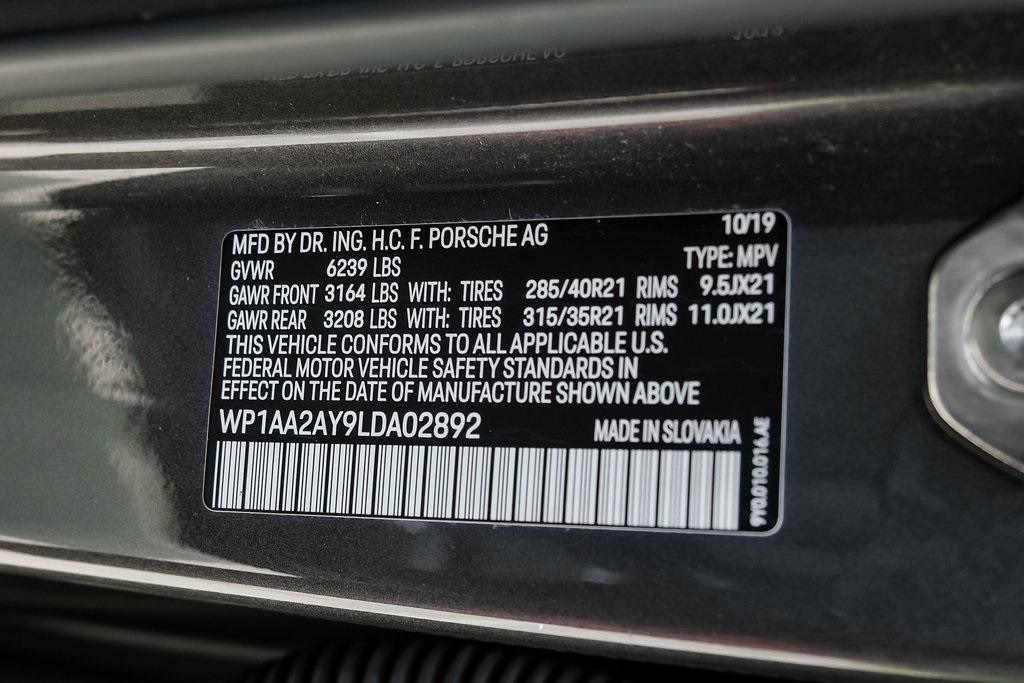 MFD BY DR. ING. H.C. F. PORSCHE AG 10/19
GVWR 6239 LBS TYPE: MPV
GAWR FRONT 3164 LBS WITH: TIRES 285/40R21 RIMS 9.5JX21
GAWR REAR 3208 LBS WITH: TIRES 315/35R21 RIMS 11.0JX21
THIS VEHICLE CONFORMS TO ALL APPLICABLE U.S.
FEDERAL MOTOR VEHICLE SAFETY STANDARDS IN
EFFECT ON THE DATE OF MANUFACTURE SHOWN ABOVE
WP1AA2AY9LDA02892 MADE IN SLOVAKIA
9Y0.010.016.AE